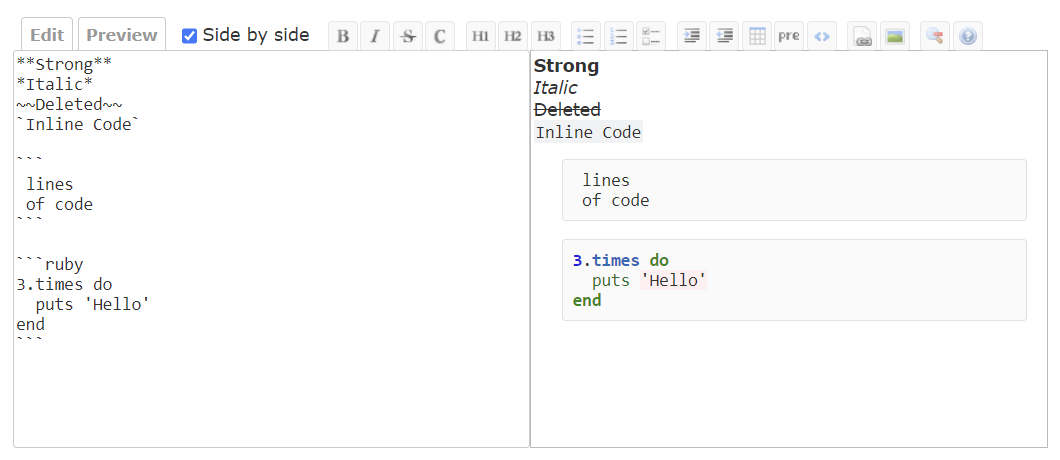 Edit Preview Side by side B I S C H1 H2 H3 pre <>
**Strong**
*Italic*
~~Deleted~~
`Inline Code`
```
 lines
 of code
```
```ruby
3.times do
  puts 'Hello'
end
```
Strong
Italic
Deleted
Inline Code
 lines
 of code
3.times do
  puts 'Hello'
end